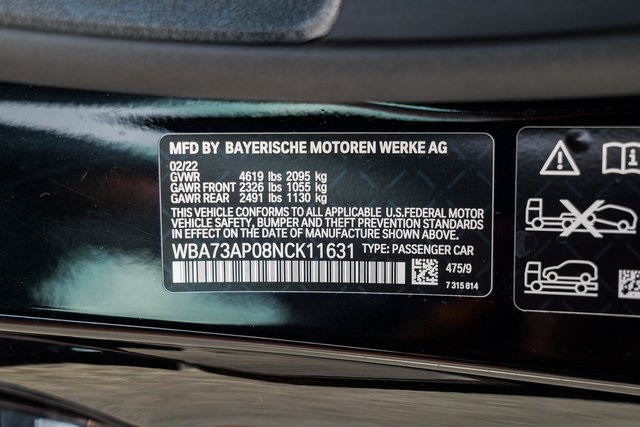 MFD BY BAYERISCHE MOTOREN WERKE AG
02/22
GVWR 4619 lbs 2095 kg
GAWR FRONT 2326 lbs 1055 kg
GAWR REAR 2491 lbs 1130 kg
THIS VEHICLE CONFORMS TO ALL APPLICABLE U.S.FEDERAL MOTOR
VEHICLE SAFETY, BUMPER AND THEFT PREVENTION STANDARDS
IN EFFECT ON THE DATE OF MANUFACTURE SHOWN ABOVE.
WBA73AP08NCK11631 TYPE: PASSENGER CAR
475/9
7 315 814